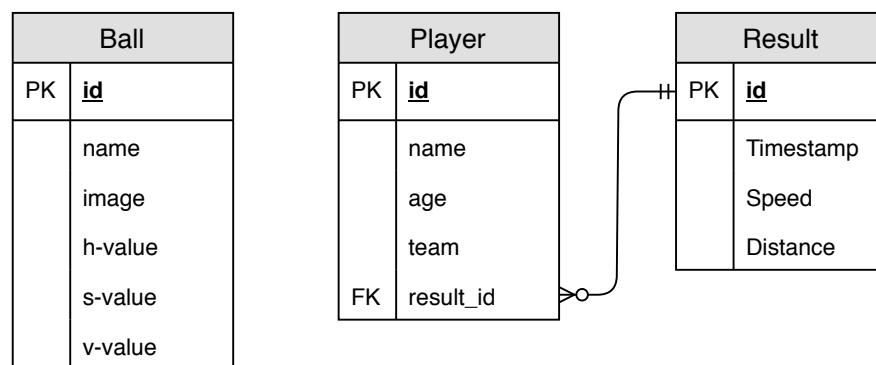 Ball
PK id
name
image
h-value
s-value
v-value
Player
PK id
name
age
team
FK result_id
Result
PK id
Timestamp
Speed
Distance